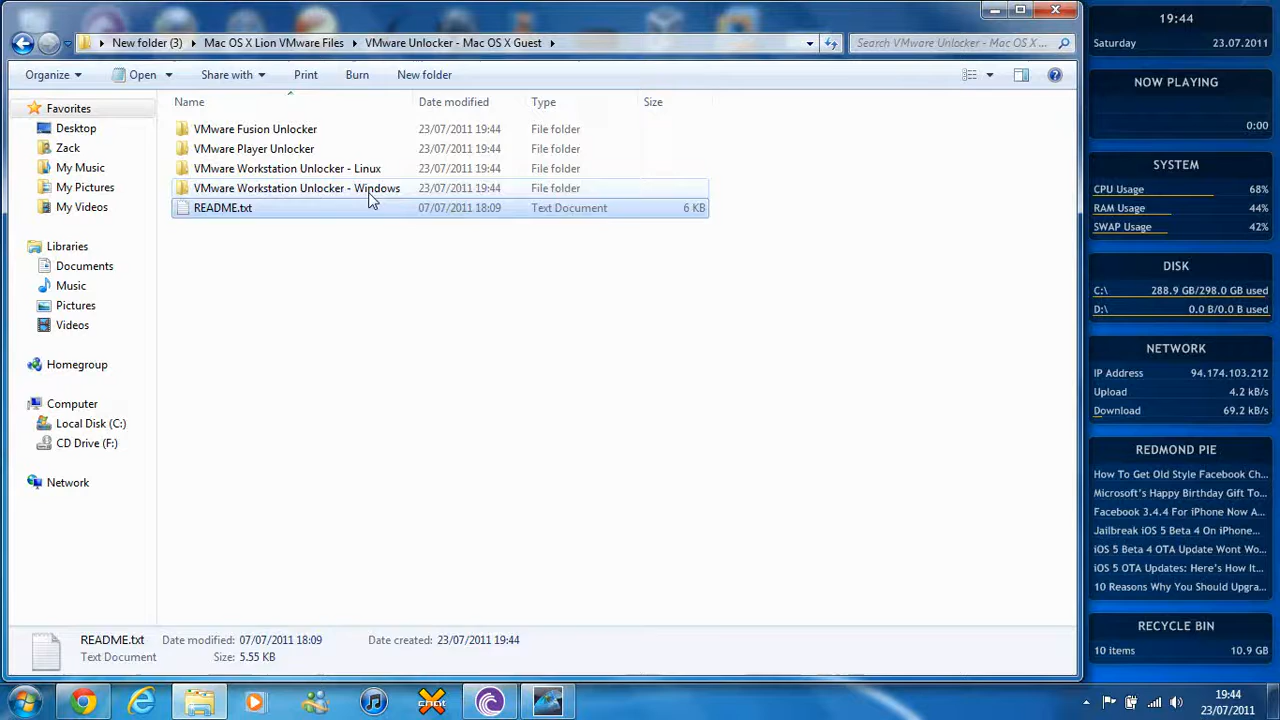 19:44
Saturday 23.07.2011
New folder (3) Mac OS X Lion VMware Files VMware Unlocker - Mac OS X Guest
Search VMware Unlocker - Mac OS X ...
Organize Open Share with Print Burn New folder
NOW PLAYING
0:00
Name Date modified Type Size
Favorites
Desktop
Zack
My Music
My Pictures
My Videos
Libraries
Documents
Music
Pictures
Videos
Homegroup
Computer
Local Disk (C:)
CD Drive (F:)
Network
VMware Fusion Unlocker 23/07/2011 19:44 File folder
VMware Player Unlocker 23/07/2011 19:44 File folder
VMware Workstation Unlocker - Linux 23/07/2011 19:44 File folder
VMware Workstation Unlocker - Windows 23/07/2011 19:44 File folder
README.txt 07/07/2011 18:09 Text Document 6 KB
SYSTEM
CPU Usage 68%
RAM Usage 44%
SWAP Usage 42%
DISK
C:\ 288.9 GB/298.0 GB used
D:\ 0.0 B/0.0 B used
NETWORK
IP Address 94.174.103.212
Upload 4.2 kB/s
Download 69.2 kB/s
REDMOND PIE
How To Get Old Style Facebook Ch...
Microsoft's Happy Birthday Gift To...
Facebook 3.4.4 For iPhone Now A...
Jailbreak iOS 5 Beta 4 On iPhone...
iOS 5 Beta 4 OTA Update Wont Wo...
iOS 5 OTA Updates: Here's How It...
10 Reasons Why You Should Upgra...
RECYCLE BIN
10 items 10.9 GB
README.txt Date modified: 07/07/2011 18:09 Date created: 23/07/2011 19:44
Text Document Size: 5.55 KB
19:44
23/07/2011